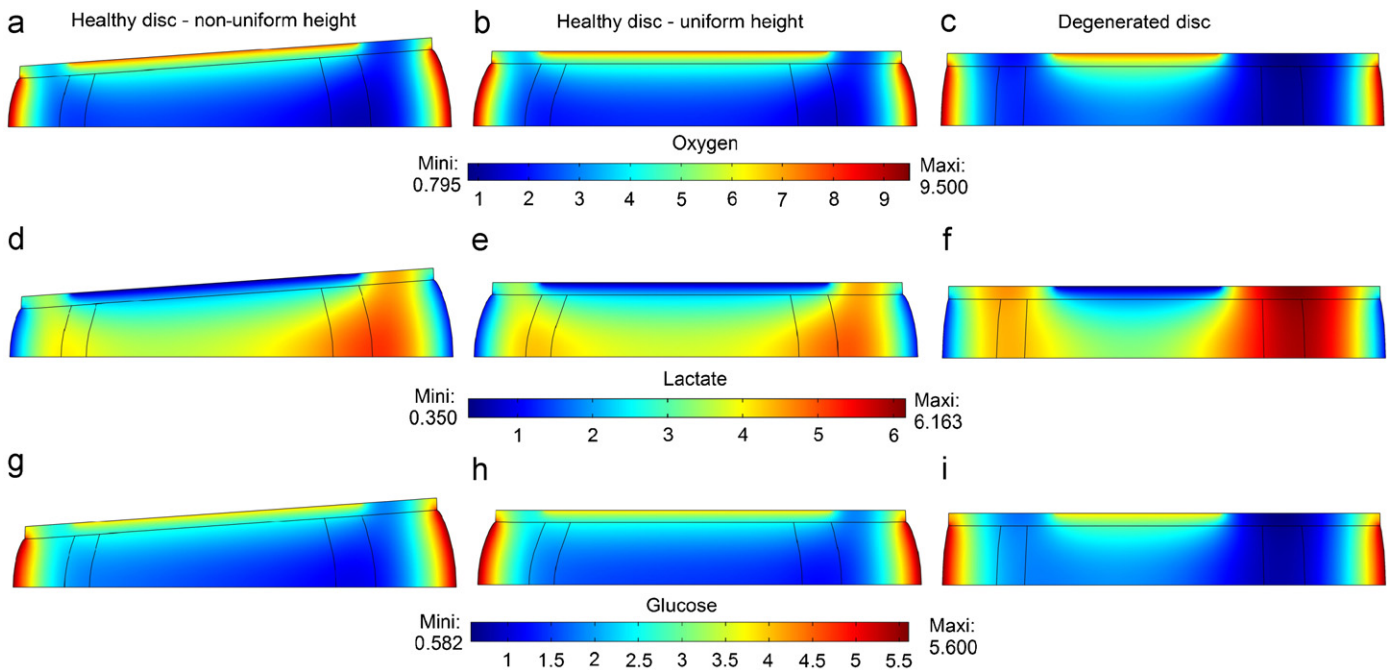 a Healthy disc - non-uniform height
b Healthy disc - uniform height
c Degenerated disc
Oxygen
Mini:
0.795
1 2 3 4 5 6 7 8 9
Maxi:
9.500
d
e
f
Lactate
Mini:
0.350
1 2 3 4 5 6
Maxi:
6.163
g
h
i
Glucose
Mini:
0.582
1 1.5 2 2.5 3 3.5 4 4.5 5 5.5
Maxi:
5.600